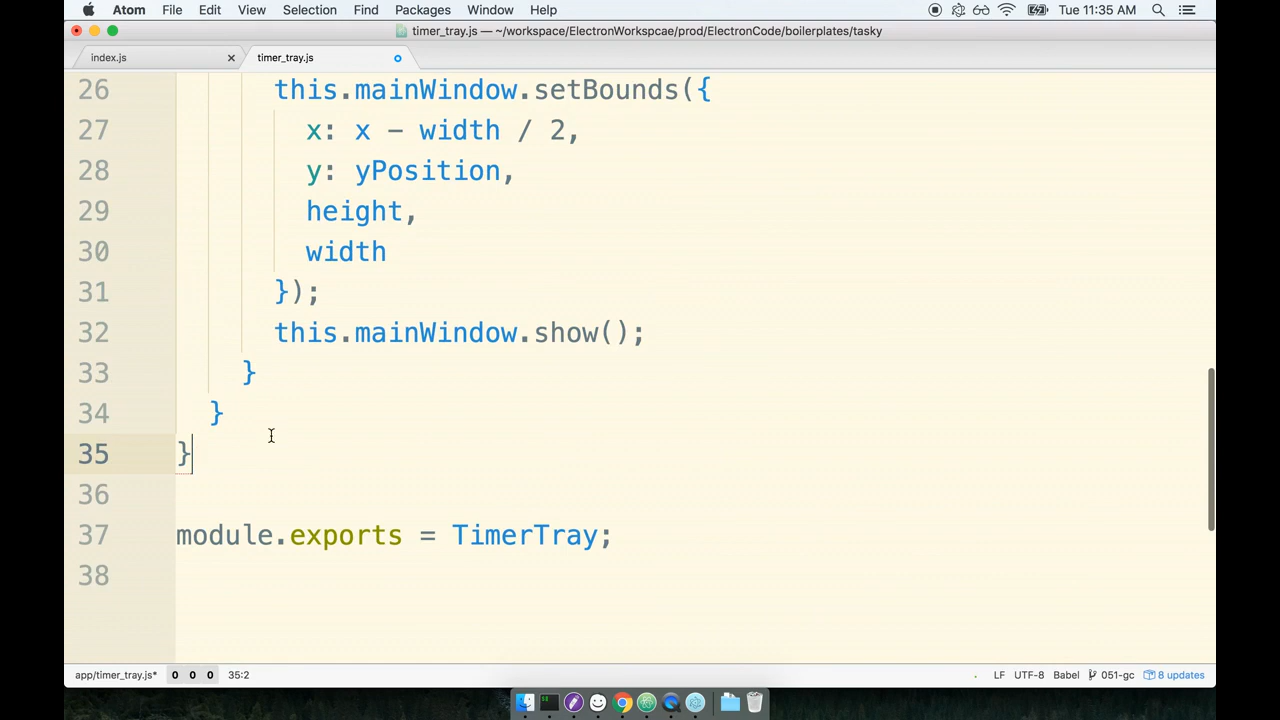 Atom File Edit View Selection Find Packages Window Help Tue 11:35 AM
timer_tray.js — ~/workspace/ElectronWorkspcae/prod/ElectronCode/boilerplates/tasky
index.js timer_tray.js
26 this.mainWindow.setBounds({
27 x: x - width / 2,
28 y: yPosition,
29 height,
30 width
31 });
32 this.mainWindow.show();
33 }
34 }
35 }
36
37 module.exports = TimerTray;
38
app/timer_tray.js* 0 0 0 35:2 LF UTF-8 Babel 051-gc 8 updates